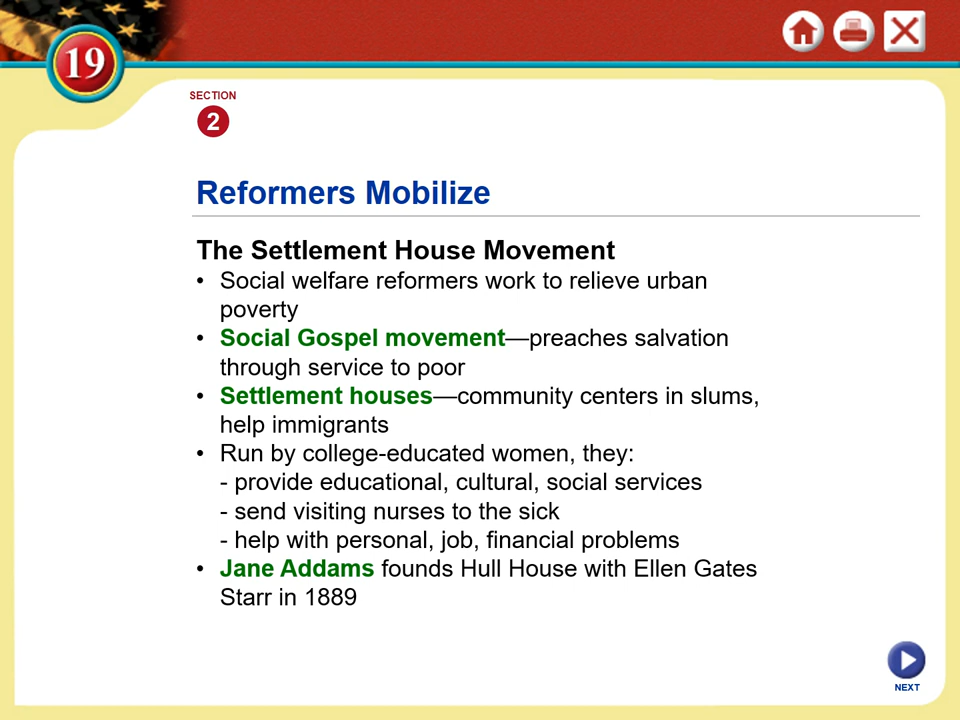 19
SECTION
2
Reformers Mobilize
The Settlement House Movement
• Social welfare reformers work to relieve urban
poverty
• Social Gospel movement—preaches salvation
through service to poor
• Settlement houses—community centers in slums,
help immigrants
• Run by college-educated women, they:
- provide educational, cultural, social services
- send visiting nurses to the sick
- help with personal, job, financial problems
• Jane Addams founds Hull House with Ellen Gates
Starr in 1889
NEXT